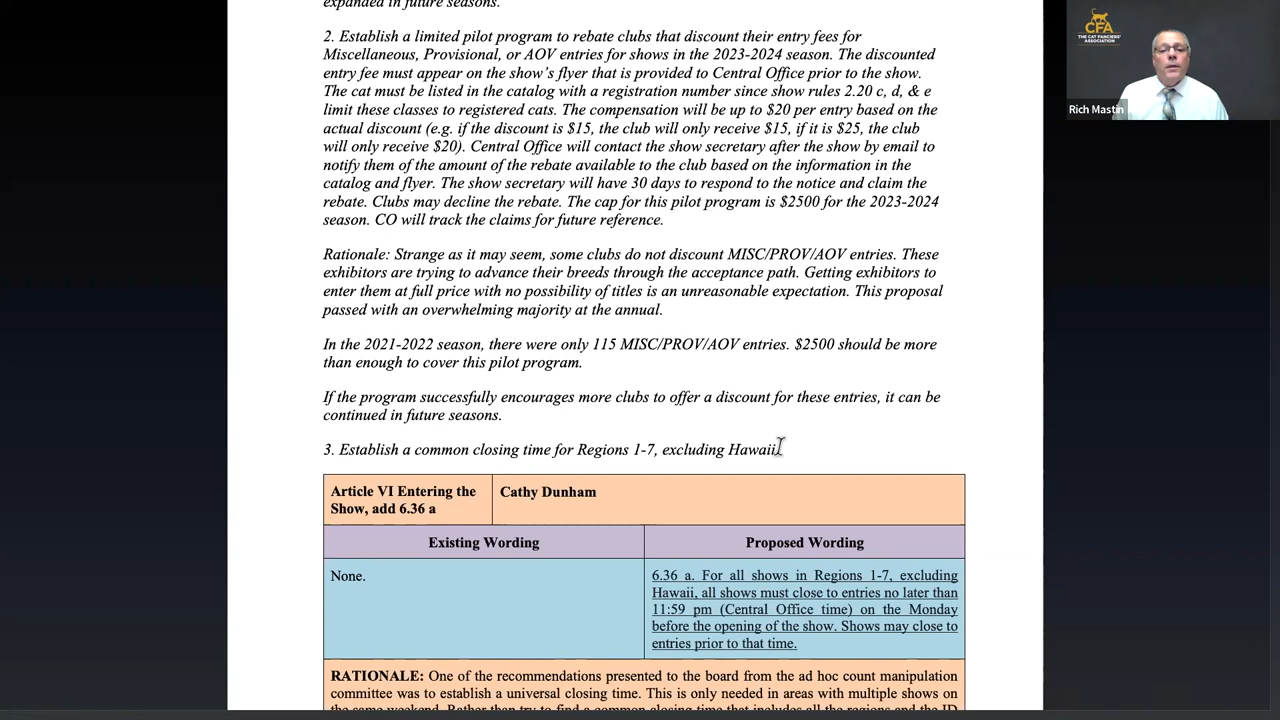 expanded in future seasons.
2. Establish a limited pilot program to rebate clubs that discount their entry fees for
Miscellaneous, Provisional, or AOV entries for shows in the 2023-2024 season. The discounted
entry fee must appear on the show's flyer that is provided to Central Office prior to the show.
The cat must be listed in the catalog with a registration number since show rules 2.20 c, d, & e
limit these classes to registered cats. The compensation will be up to $20 per entry based on the
actual discount (e.g. if the discount is $15, the club will only receive $15, if it is $25, the club
will only receive $20). Central Office will contact the show secretary after the show by email to
notify them of the amount of the rebate available to the club based on the information in the
catalog and flyer. The show secretary will have 30 days to respond to the notice and claim the
rebate. Clubs may decline the rebate. The cap for this pilot program is $2500 for the 2023-2024
season. CO will track the claims for future reference.
Rationale: Strange as it may seem, some clubs do not discount MISC/PROV/AOV entries. These
exhibitors are trying to advance their breeds through the acceptance path. Getting exhibitors to
enter them at full price with no possibility of titles is an unreasonable expectation. This proposal
passed with an overwhelming majority at the annual.
In the 2021-2022 season, there were only 115 MISC/PROV/AOV entries. $2500 should be more
than enough to cover this pilot program.
If the program successfully encourages more clubs to offer a discount for these entries, it can be
continued in future seasons.
3. Establish a common closing time for Regions 1-7, excluding Hawaii.
Article VI Entering the
Show, add 6.36 a
Cathy Dunham
Existing Wording
Proposed Wording
None.
6.36 a. For all shows in Regions 1-7, excluding
Hawaii, all shows must close to entries no later than
11:59 pm (Central Office time) on the Monday
before the opening of the show. Shows may close to
entries prior to that time.
RATIONALE: One of the recommendations presented to the board from the ad hoc count manipulation
committee was to establish a universal closing time. This is only needed in areas with multiple shows on
the same weekend. Rather than try to find a common closing time that includes all the regions and the ID
CFA
THE CAT FANCIERS'
ASSOCIATION
Rich Mastin